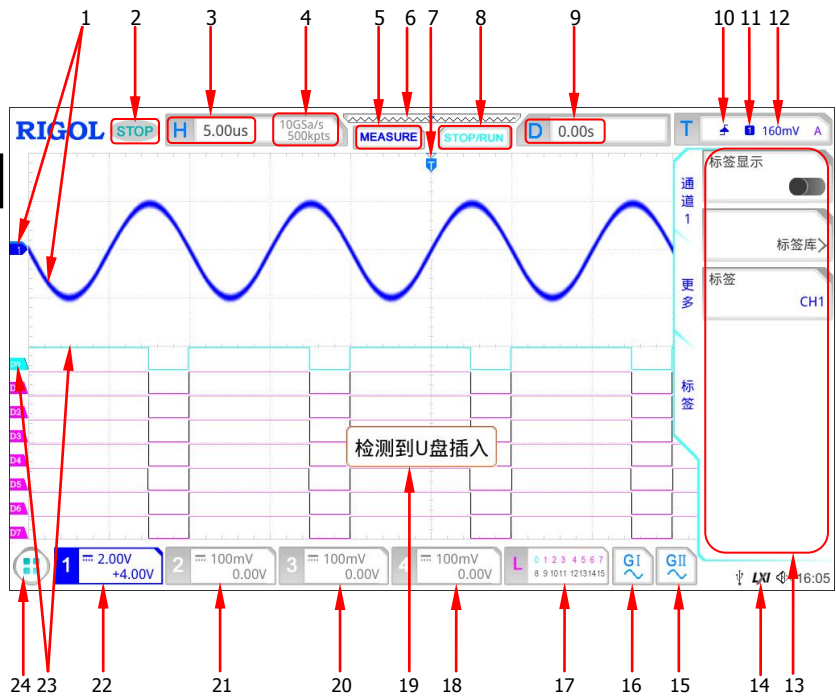 1 2 3 4 5 6 7 8 9 10 11 12
RIGOL STOP H 5.00us 10GSa/s 500kpts MEASURE STOP/RUN D 0.00s T 1 160mV A
T
通道1
标签显示
1
标签库
更多
标签
CH1
标签
D2
D3
D4
D5
D6
D7
检测到U盘插入
1 2.00V +4.00V
2 100mV 0.00V
3 100mV 0.00V
4 100mV 0.00V
L 0 1 2 3 4 5 6 7
8 9 10 11 12 13 14 15
GI
GII
LXI 16:05
24 23 22 21 20 19 18 17 16 15 14 13